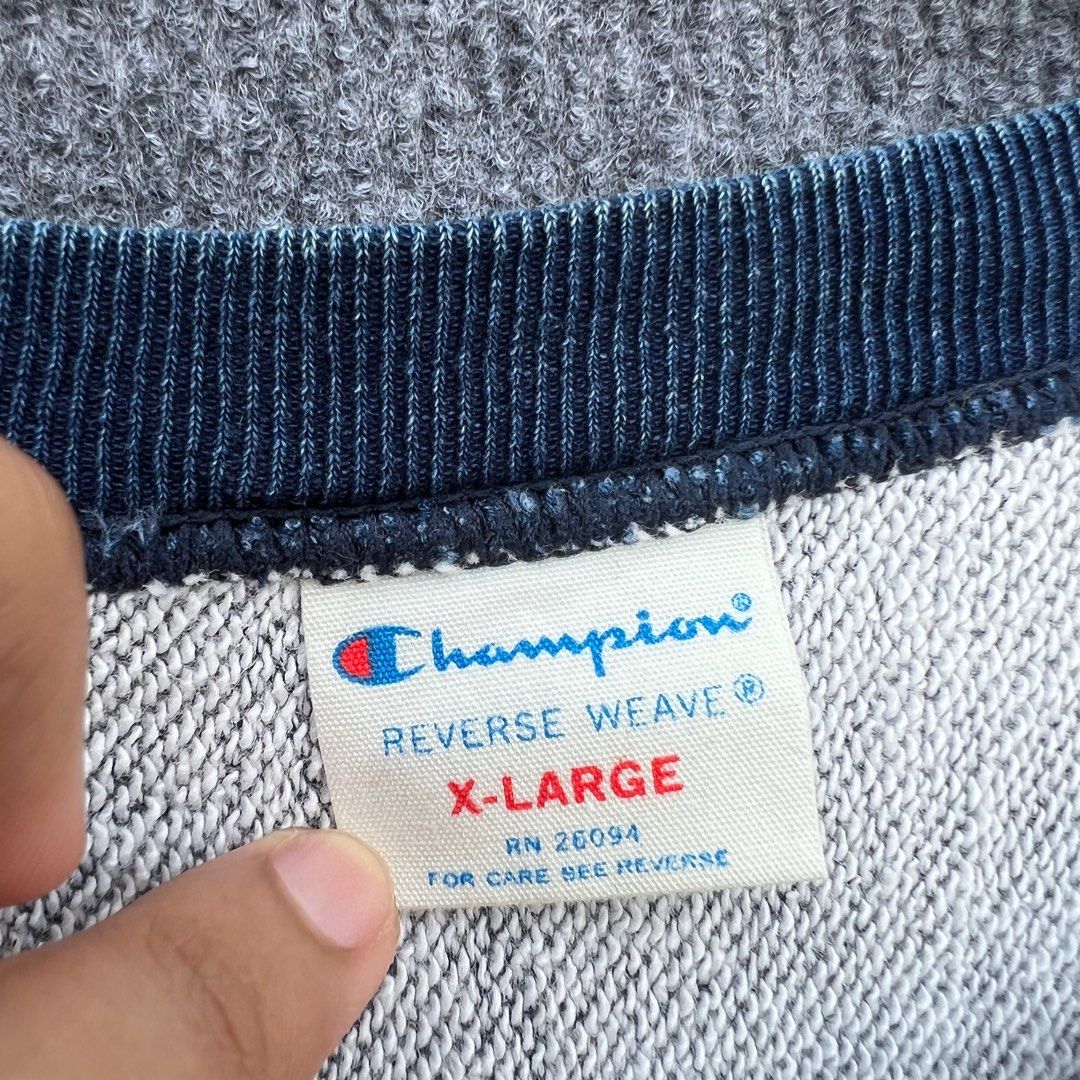 Champion®
REVERSE WEAVE®
X-LARGE
RN 26094
FOR CARE SEE REVERSE